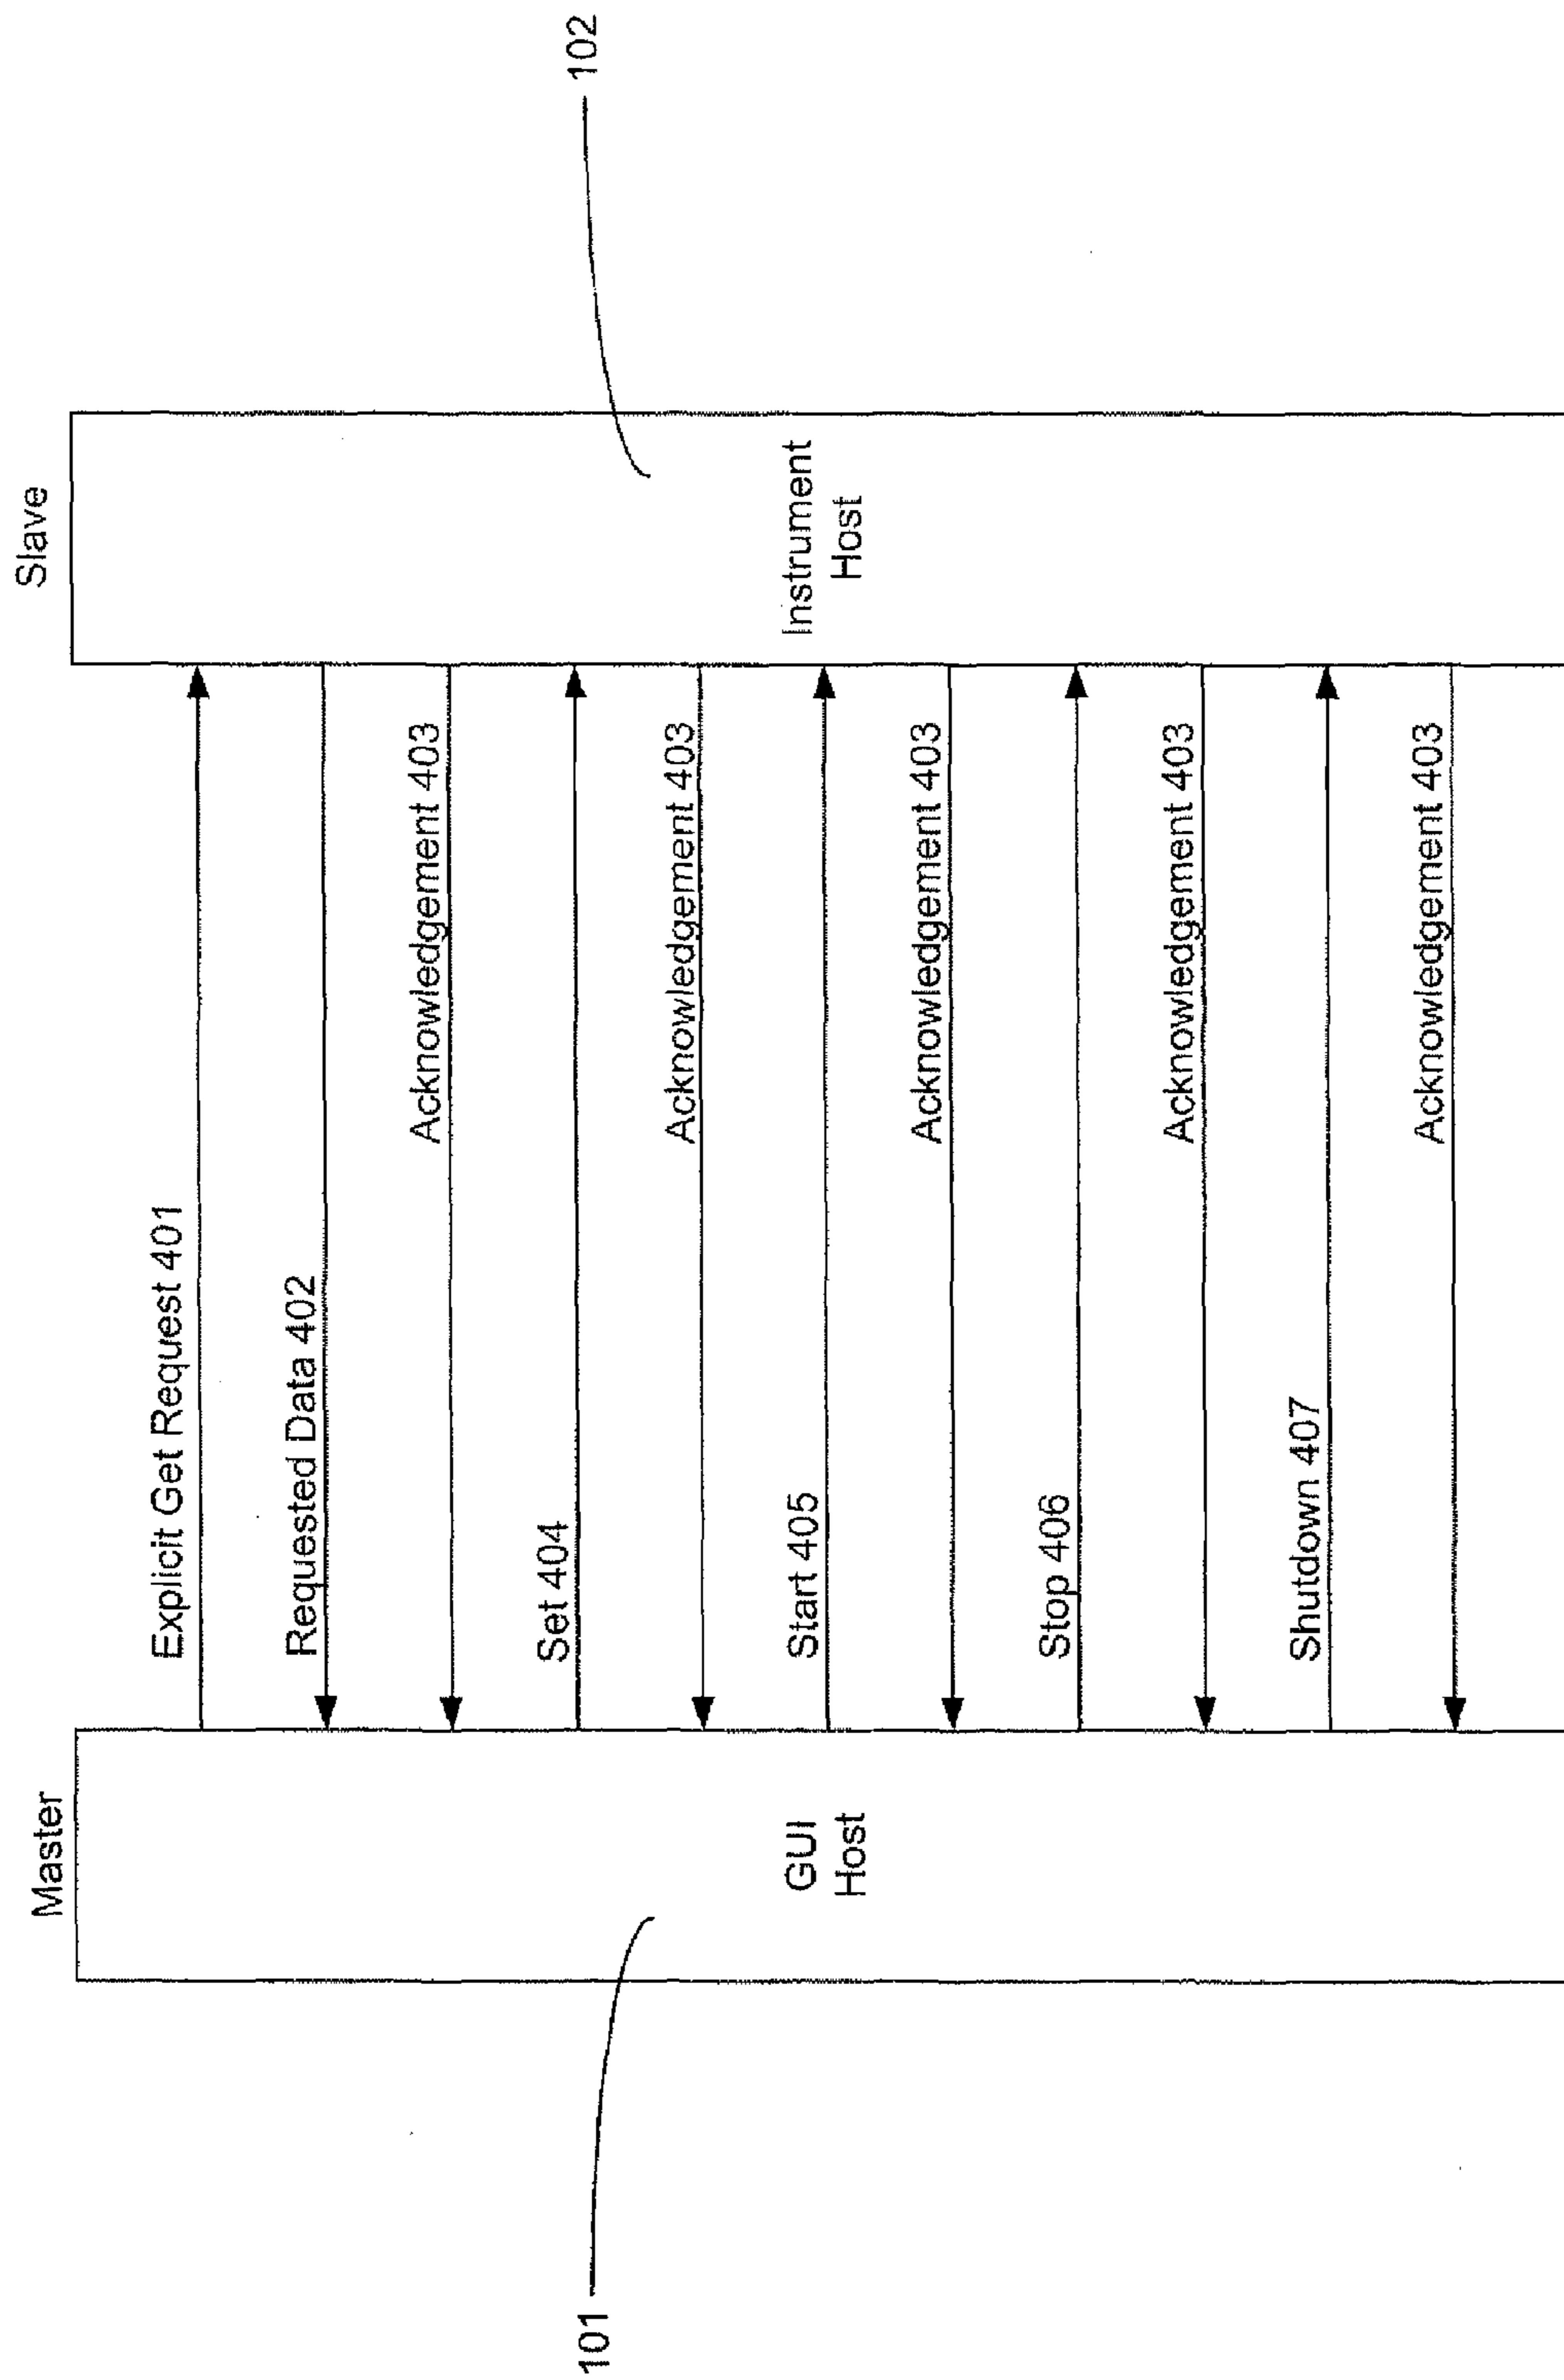 Master
Slave
Explicit Get Request 401
Requested Data 402
Acknowledgement 403
102
101
Set 404
Acknowledgement 403
GUI
Host
Instrument
Host
Start 405
Acknowledgement 403
Stop 406
Acknowledgement 403
Shutdown 407
Acknowledgement 403